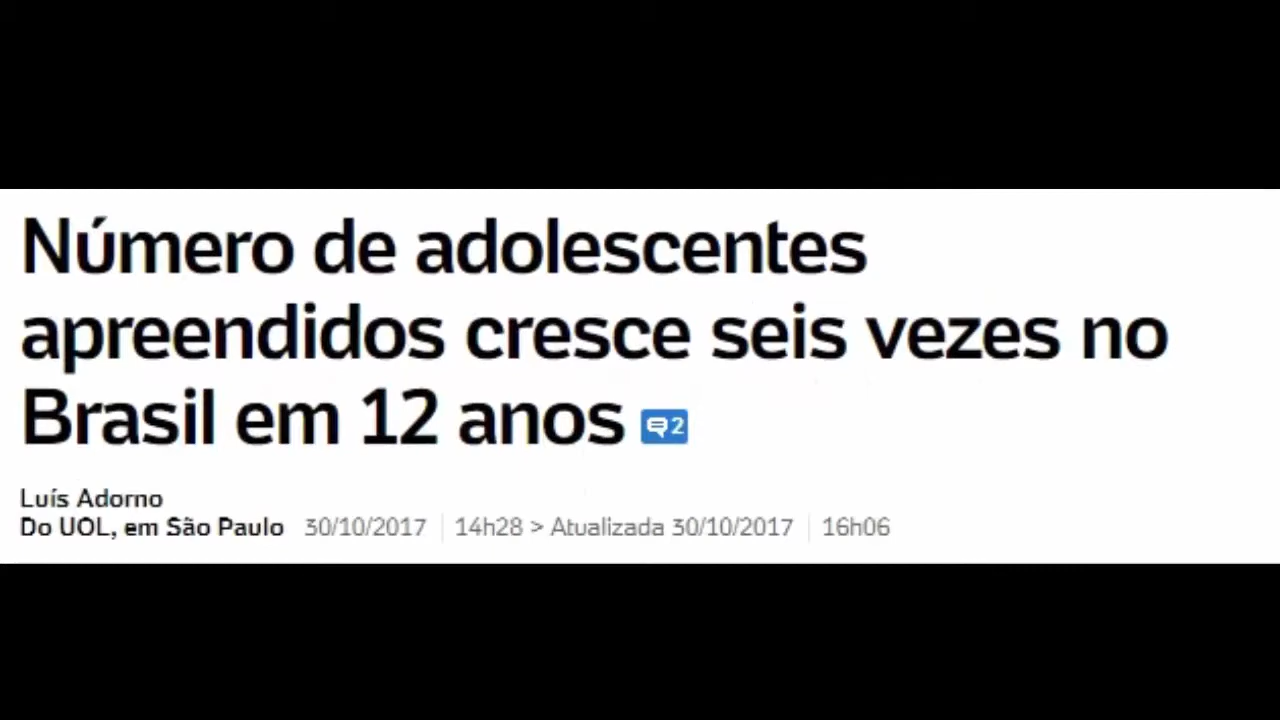 Número de adolescentes
apreendidos cresce seis vezes no
Brasil em 12 anos 2
Luís Adorno
Do UOL, em São Paulo 30/10/2017 14h28 > Atualizada 30/10/2017 16h06